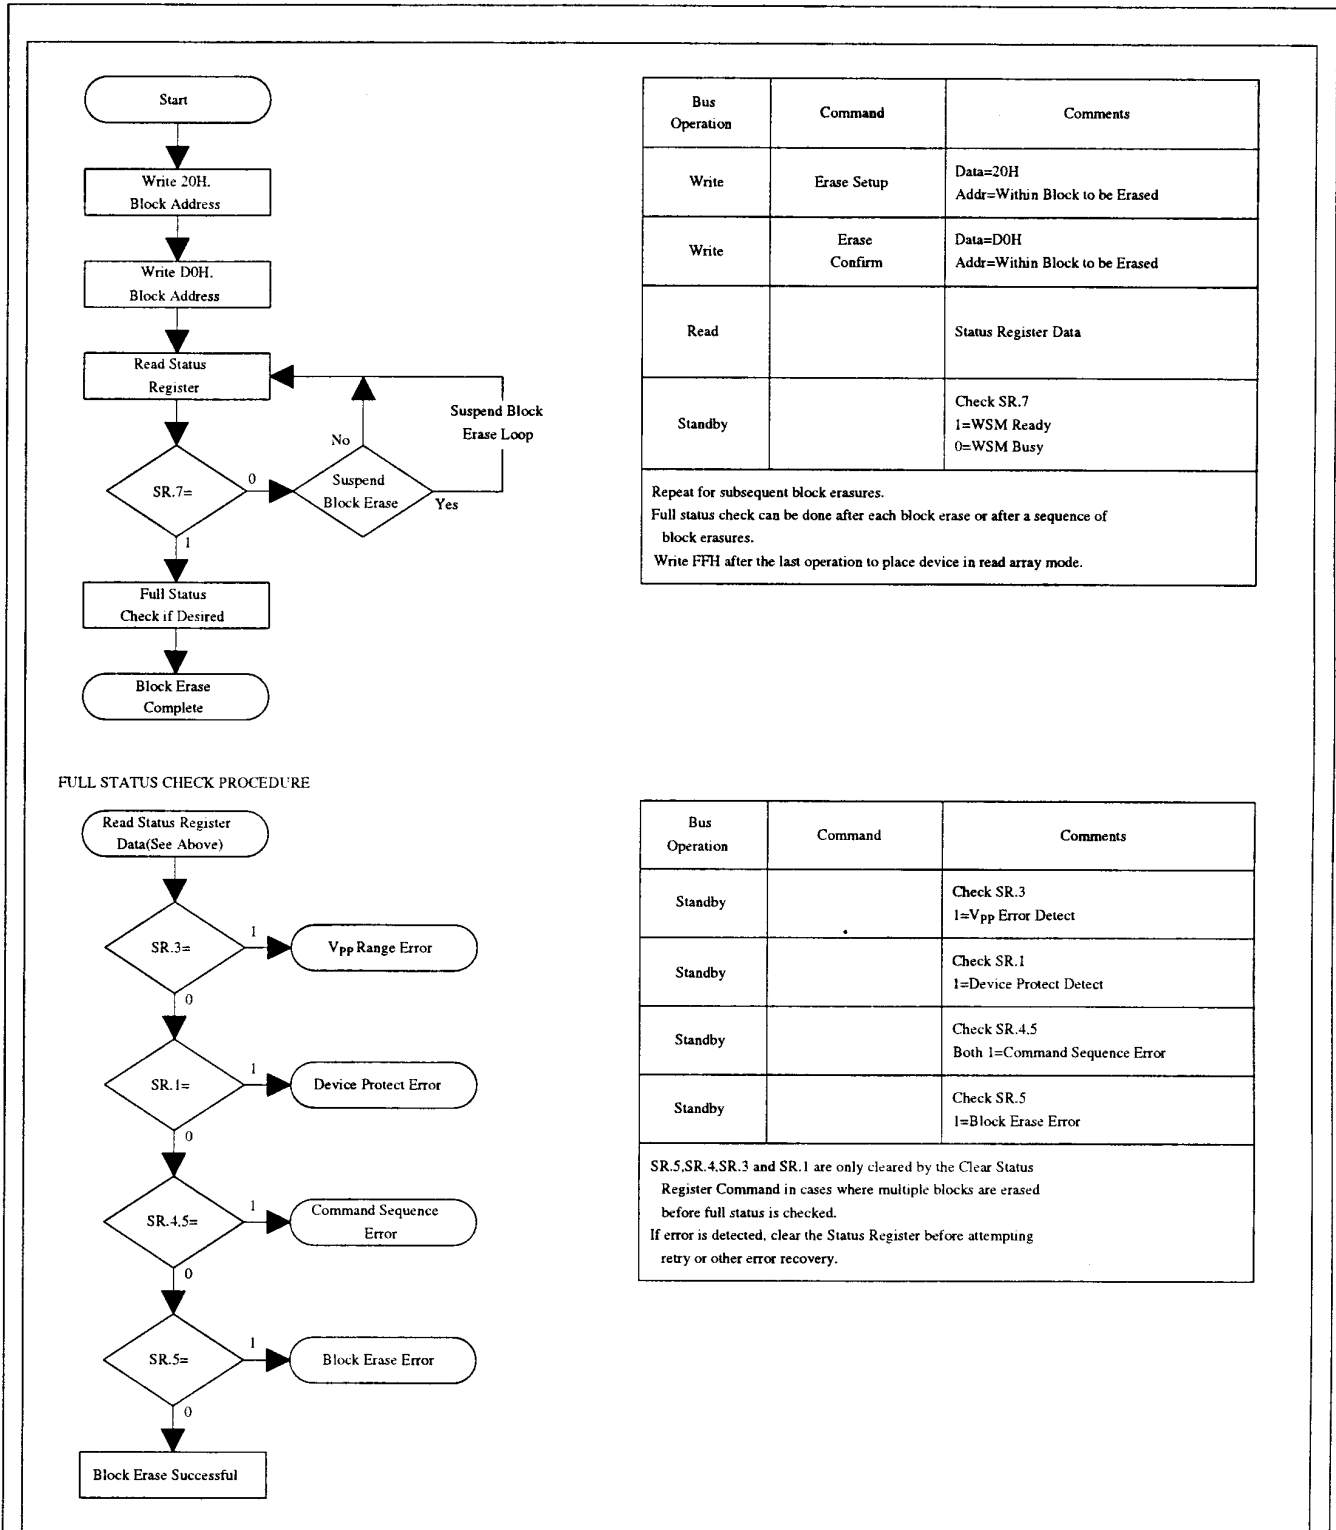 Start
Write 20H.
Block Address
Write D0H.
Block Address
Read Status
Register
Suspend Block
Erase Loop
No
SR.7=
0
Suspend
Block Erase
Yes
1
Full Status
Check if Desired
Block Erase
Complete
Bus
Operation
Command
Comments
Write
Erase Setup
Data=20H
Addr=Within Block to be Erased
Write
Erase
Confirm
Data=D0H
Addr=Within Block to be Erased
Read
Status Register Data
Standby
Check SR.7
1=WSM Ready
0=WSM Busy
Repeat for subsequent block erasures.
Full status check can be done after each block erase or after a sequence of
block erasures.
Write FFH after the last operation to place device in read array mode.
FULL STATUS CHECK PROCEDURE
Read Status Register
Data(See Above)
SR.3=
1
VPP Range Error
0
SR.1=
1
Device Protect Error
0
SR.4,5=
1
Command Sequence
Error
0
SR.5=
1
Block Erase Error
0
Block Erase Successful
Bus
Operation
Command
Comments
Standby
Check SR.3
1=VPP Error Detect
Standby
Check SR.1
1=Device Protect Detect
Standby
Check SR.4,5
Both 1=Command Sequence Error
Standby
Check SR.5
1=Block Erase Error
SR.5,SR.4,SR.3 and SR.1 are only cleared by the Clear Status
Register Command in cases where multiple blocks are erased
before full status is checked.
If error is detected, clear the Status Register before attempting
retry or other error recovery.